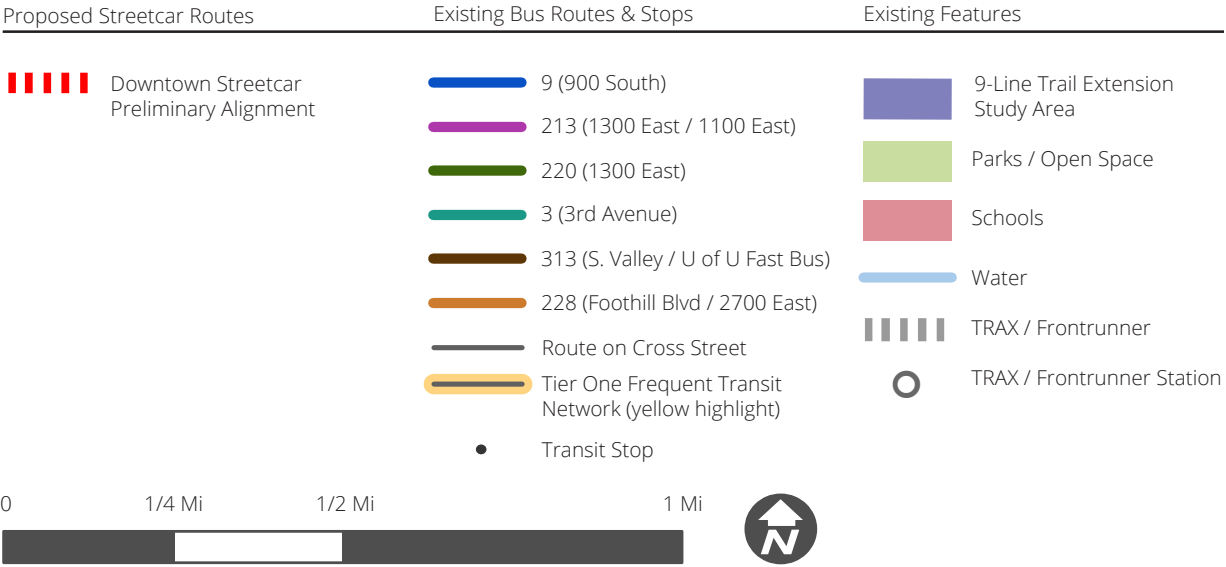 Proposed Streetcar Routes
Downtown Streetcar
Preliminary Alignment
Existing Bus Routes & Stops
9 (900 South)
213 (1300 East / 1100 East)
220 (1300 East)
3 (3rd Avenue)
313 (S. Valley / U of U Fast Bus)
228 (Foothill Blvd / 2700 East)
Route on Cross Street
Tier One Frequent Transit
Network (yellow highlight)
Transit Stop
Existing Features
9-Line Trail Extension
Study Area
Parks / Open Space
Schools
Water
TRAX / Frontrunner
TRAX / Frontrunner Station
0 1/4 Mi 1/2 Mi 1 Mi
N